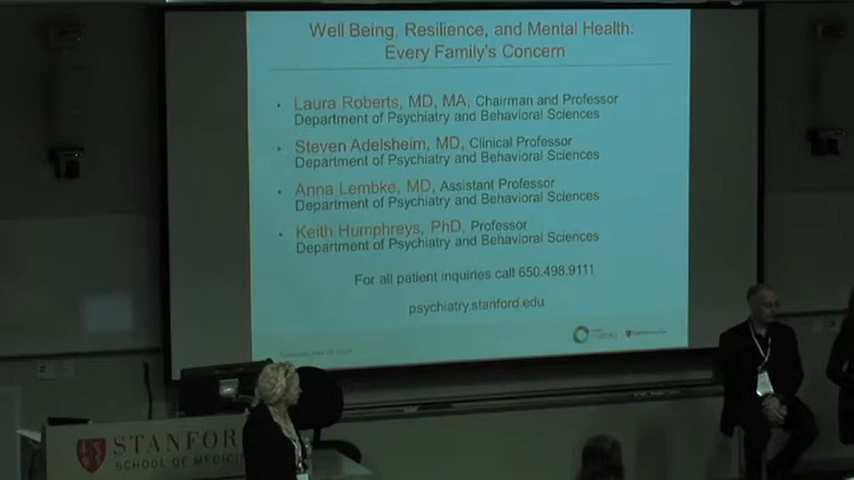 Well Being, Resilience, and Mental Health:
Every Family's Concern
• Laura Roberts, MD, MA, Chairman and Professor
Department of Psychiatry and Behavioral Sciences
• Steven Adelsheim, MD, Clinical Professor
Department of Psychiatry and Behavioral Sciences
• Anna Lembke, MD, Assistant Professor
Department of Psychiatry and Behavioral Sciences
• Keith Humphreys, PhD, Professor
Department of Psychiatry and Behavioral Sciences
For all patient inquiries call 650.498.9111
psychiatry.stanford.edu
STANFOR
SCHOOL OF MEDICIN